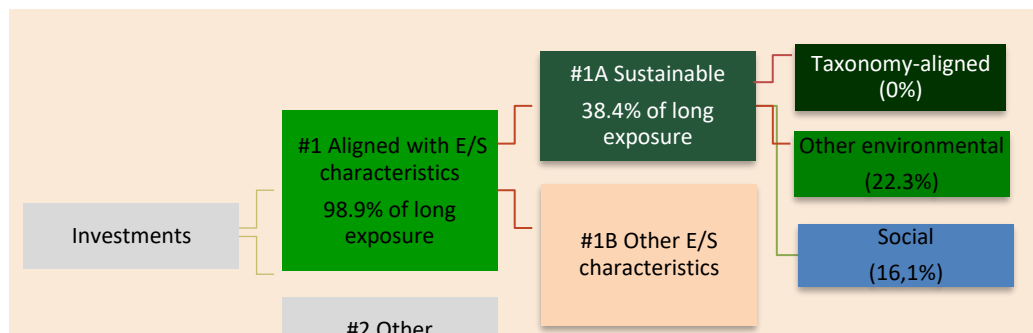 Investments
#1 Aligned with E/S
characteristics
98.9% of long
exposure
#2 Other
#1A Sustainable
38.4% of long
exposure
#1B Other E/S
characteristics
Taxonomy-aligned
(0%)
Other environmental
(22.3%)
Social
(16,1%)